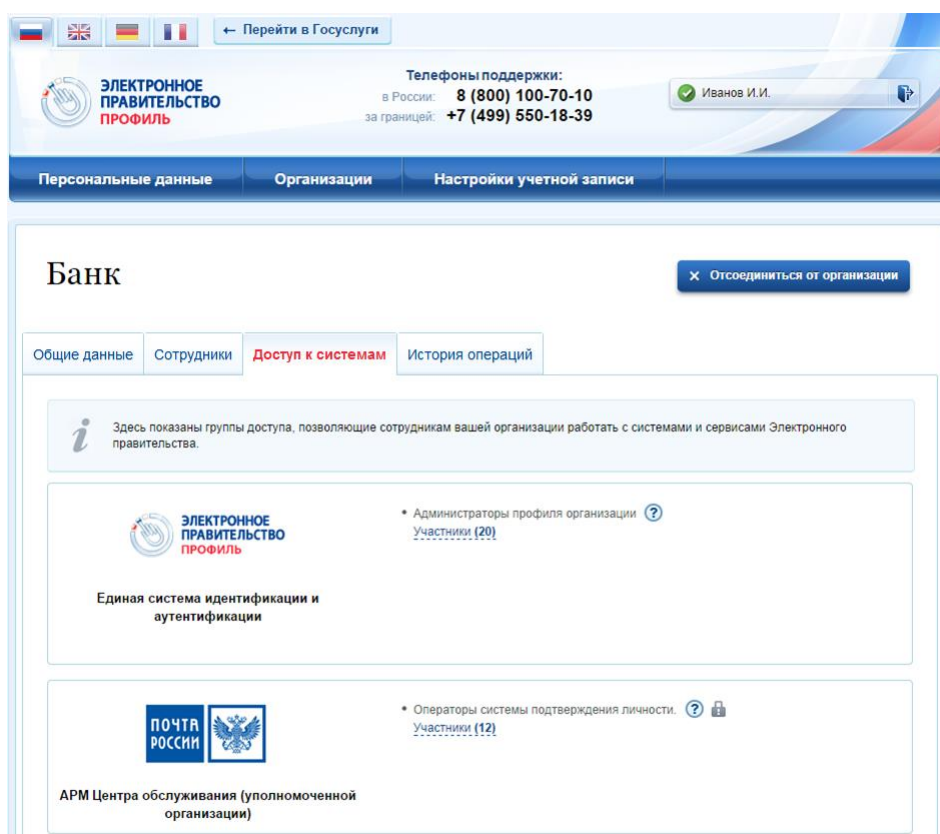 ← Перейти в Госуслуги
ЭЛЕКТРОННОЕ
ПРАВИТЕЛЬСТВО
ПРОФИЛЬ
Телефоны поддержки:
в России: 8 (800) 100-70-10
за границей: +7 (499) 550-18-39
Иванов И.И.
Персональные данные Организации Настройки учетной записи
Банк
x Отсоединиться от организации
Общие данные Сотрудники Доступ к системам История операций
i Здесь показаны группы доступа, позволяющие сотрудникам вашей организации работать с системами и сервисами Электронного
правительства.
ЭЛЕКТРОННОЕ
ПРАВИТЕЛЬСТВО
ПРОФИЛЬ
Единая система идентификации и
аутентификации
• Администраторы профиля организации ?
Участники (20)
ПОЧТА
РОССИИ
АРМ Центра обслуживания (уполномоченной
организации)
• Операторы системы подтверждения личности. ?
Участники (12)